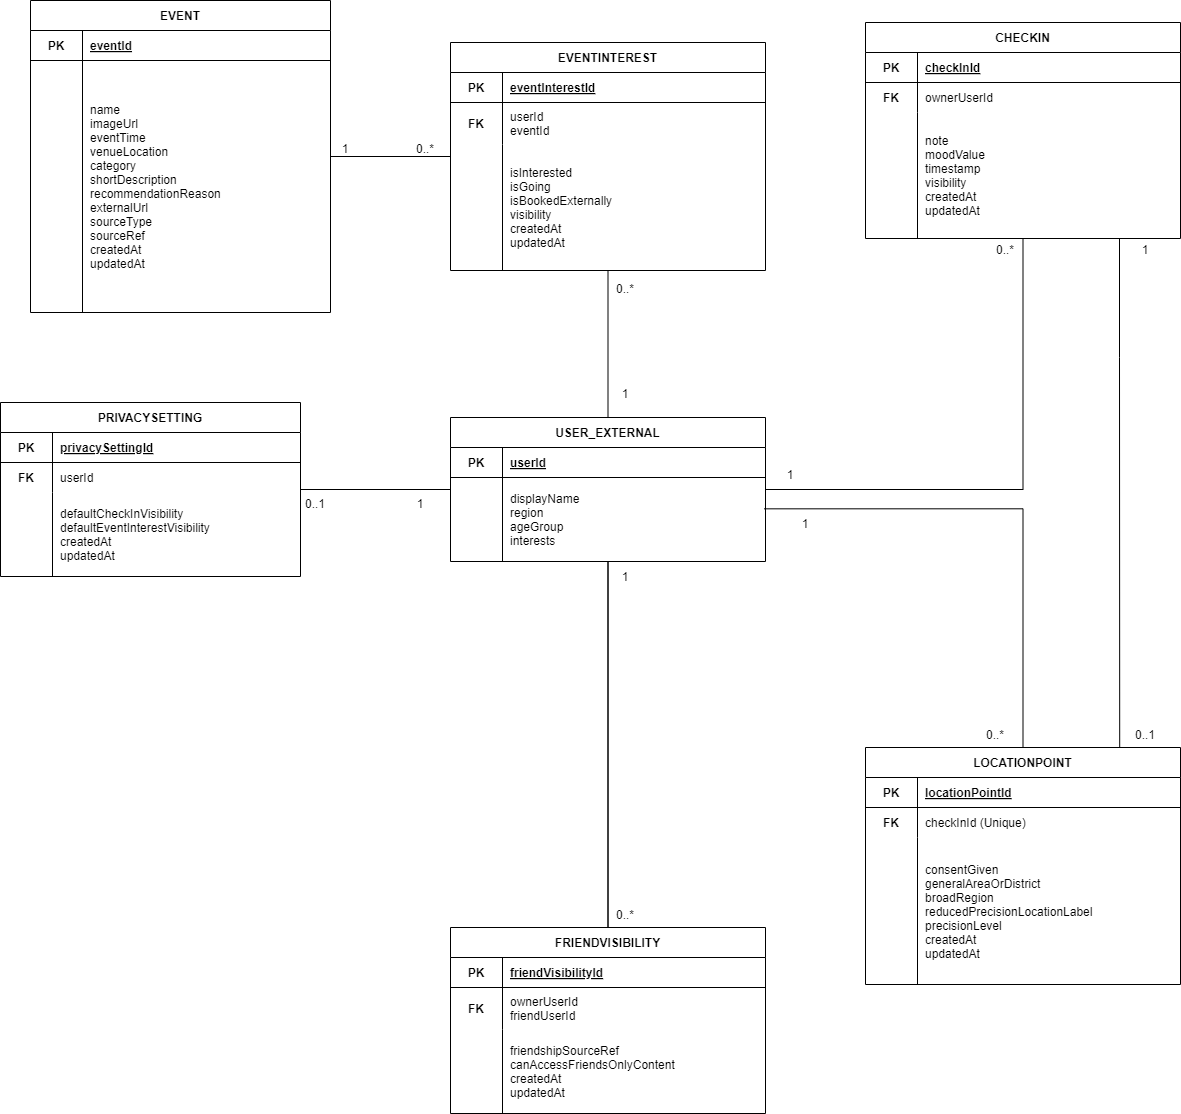 EVENT
PK eventId
name
imageUrl
eventTime
venueLocation
category
shortDescription
recommendationReason
externalUrl
sourceType
sourceRef
createdAt
updatedAt
1 0..*
EVENTINTEREST
PK eventInterestId
FK userId
eventId
isInterested
isGoing
isBookedExternally
visibility
createdAt
updatedAt
0..*
1
CHECKIN
PK checkInId
FK ownerUserId
note
moodValue
timestamp
visibility
createdAt
updatedAt
0..* 1
PRIVACYSETTING
PK privacySettingId
FK userId
defaultCheckInVisibility
defaultEventInterestVisibility
createdAt
updatedAt
0..1 1
USER_EXTERNAL
PK userId
displayName
region
ageGroup
interests
1
1
1
0..* 0..1
LOCATIONPOINT
PK locationPointId
FK checkInId (Unique)
consentGiven
generalAreaOrDistrict
broadRegion
reducedPrecisionLocationLabel
precisionLevel
createdAt
updatedAt
0..*
FRIENDVISIBILITY
PK friendVisibilityId
FK ownerUserId
friendUserId
friendshipSourceRef
canAccessFriendsOnlyContent
createdAt
updatedAt